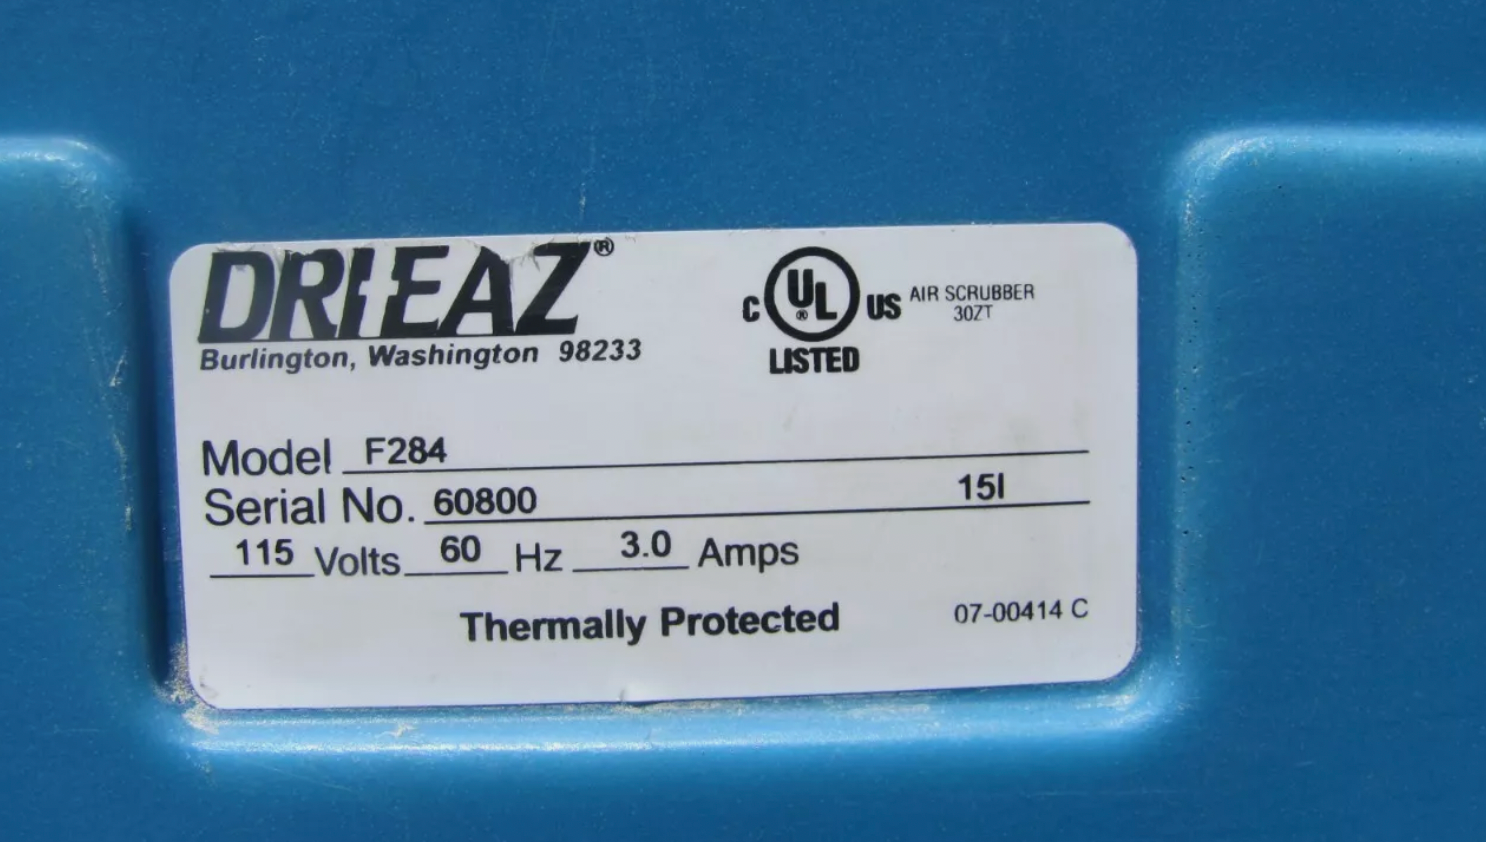 DRIEAZ®
Burlington, Washington 98233
C UL® US LISTED
AIR SCRUBBER
30ZT
Model F284
Serial No. 60800 15I
115 Volts 60 Hz 3.0 Amps
Thermally Protected 07-00414 C